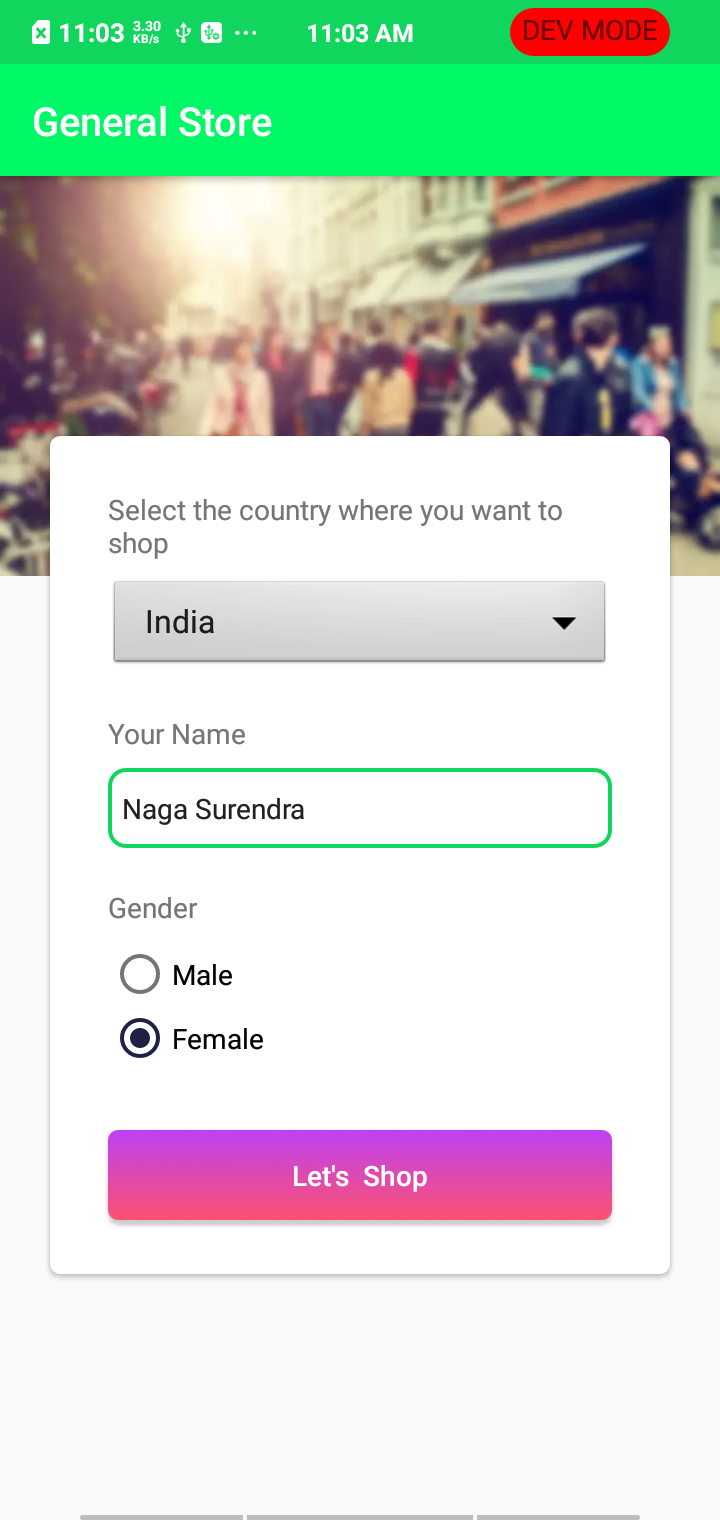 11:03 3.30 KB/s ... 11:03 AM DEV MODE
General Store
Select the country where you want to
shop
India
Your Name
Naga Surendra
Gender
Male
Female
Let's Shop